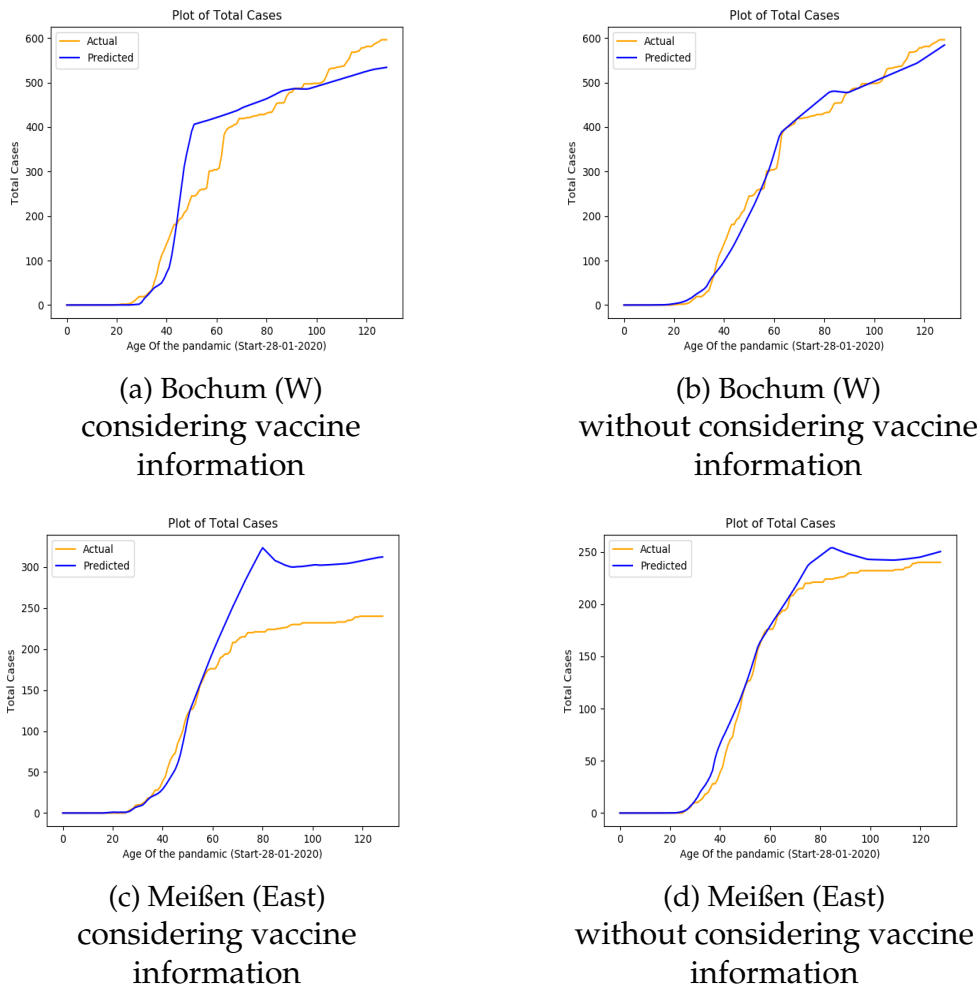 Plot of Total Cases
Actual
Predicted
600
500
400
300
200
100
0
Total Cases
0 20 40 60 80 100 120
Age Of the pandamic (Start-28-01-2020)
(a) Bochum (W)
considering vaccine
information
Plot of Total Cases
Actual
Predicted
600
500
400
300
200
100
0
Total Cases
0 20 40 60 80 100 120
Age Of the pandamic (Start-28-01-2020)
(b) Bochum (W)
without considering vaccine
information
Plot of Total Cases
Actual
Predicted
300
250
200
150
100
50
0
Total Cases
0 20 40 60 80 100 120
Age Of the pandamic (Start-28-01-2020)
(c) Meißen (East)
considering vaccine
information
Plot of Total Cases
Actual
Predicted
250
200
150
100
50
0
Total Cases
0 20 40 60 80 100 120
Age Of the pandamic (Start-28-01-2020)
(d) Meißen (East)
without considering vaccine
information